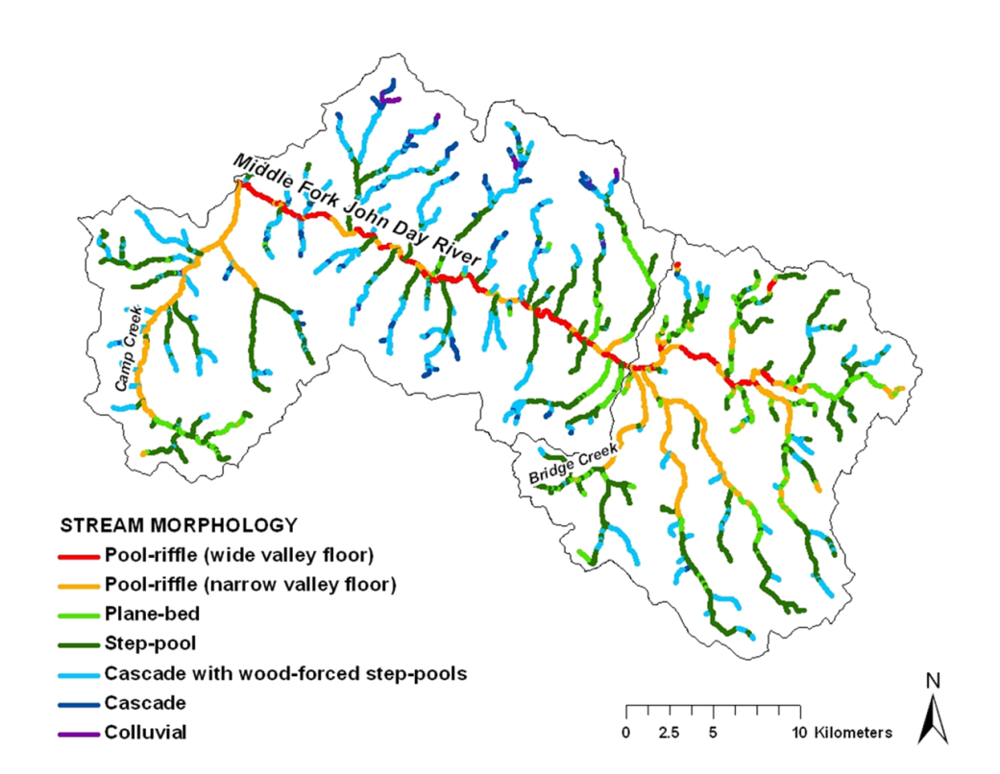 Middle Fork John Day River
Camp Creek
Bridge Creek
STREAM MORPHOLOGY
Pool-riffle (wide valley floor)
Pool-riffle (narrow valley floor)
Plane-bed
Step-pool
Cascade with wood-forced step-pools
Cascade
Colluvial
N
0 2.5 5 10 Kilometers